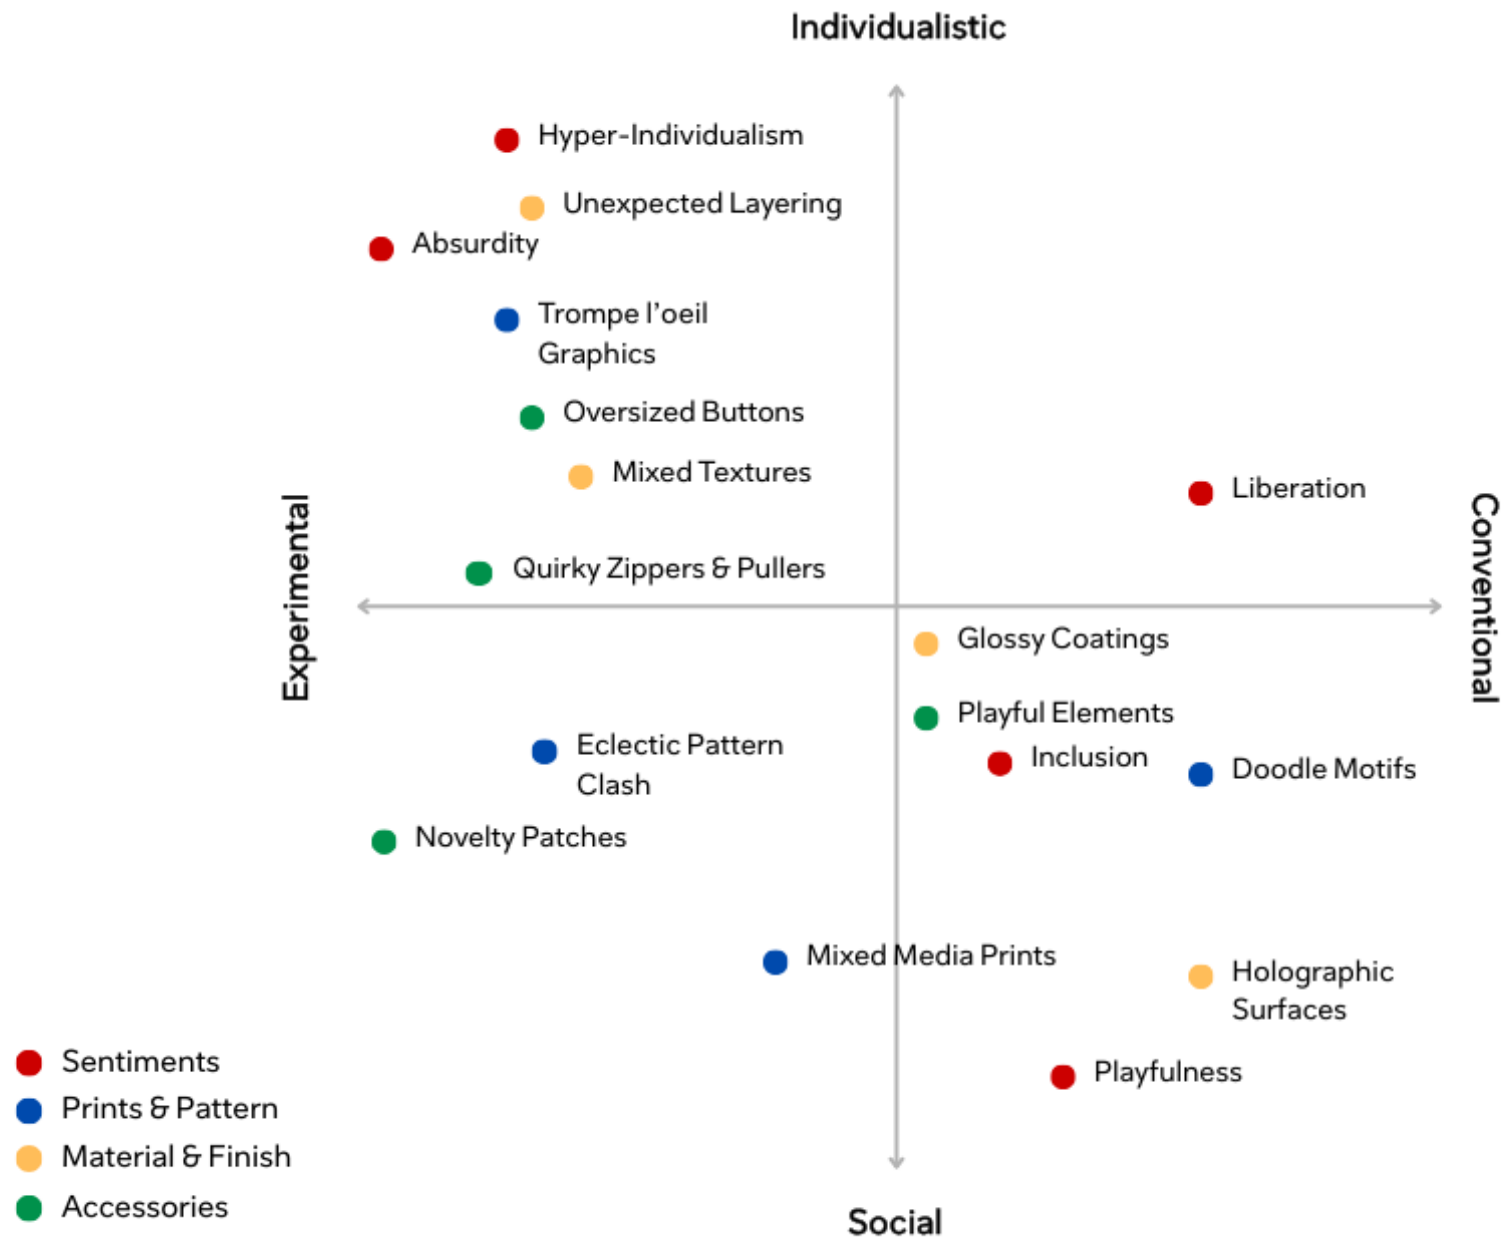 Individualistic
Hyper-Individualism
Unexpected Layering
Absurdity
Trompe l’oeil
Graphics
Oversized Buttons
Mixed Textures
Liberation
Experimental
Conventional
Quirky Zippers & Pullers
Glossy Coatings
Playful Elements
Eclectic Pattern
Clash
Inclusion
Doodle Motifs
Novelty Patches
Mixed Media Prints
Holographic
Surfaces
Playfulness
Sentiments
Prints & Pattern
Material & Finish
Accessories
Social